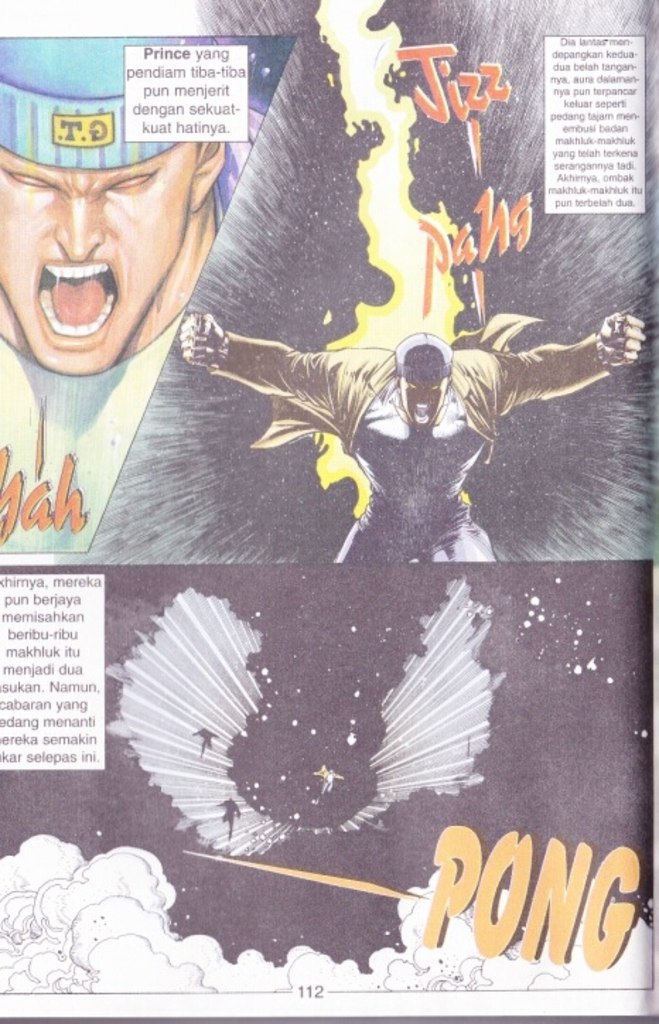 Prince yang
pendiam tiba-tiba
pun menjerit
dengan sekuat-
kuat hatinya.
G.T.
Jizz
Pang
Dia lantas men-
depangkan kedua-
dua belah tangan-
nya, aura dalaman-
nya pun terpancar
keluar seperti
pedang tajam men-
embusi badan
makhluk-makhluk
yang telah terkena
serangannya tadi.
Akhirnya, ombak
makhluk-makhluk itu
pun terbelah dua.
khirnya, mereka
pun berjaya
memisahkan
beribu-ribu
makhluk itu
menjadi dua
asukan. Namun,
cabaran yang
edang menanti
ereka semakin
kar selepas ini.
PONG
112